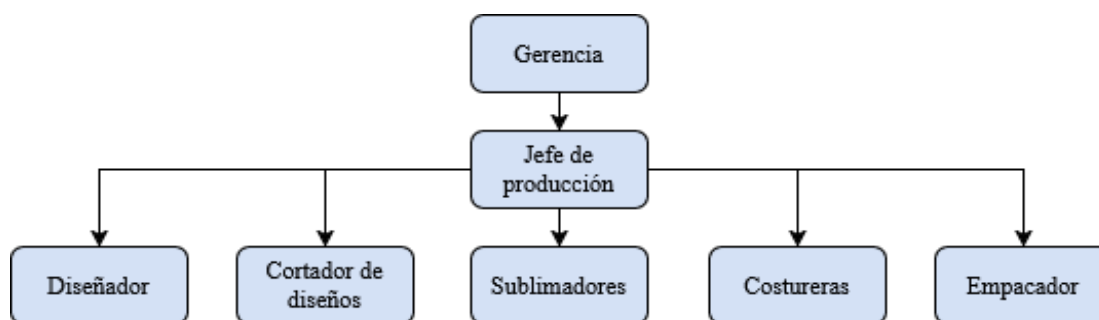 Gerencia
Jefe de
producción
Diseñador
Cortador de
diseños
Sublimadores
Costureras
Empacador